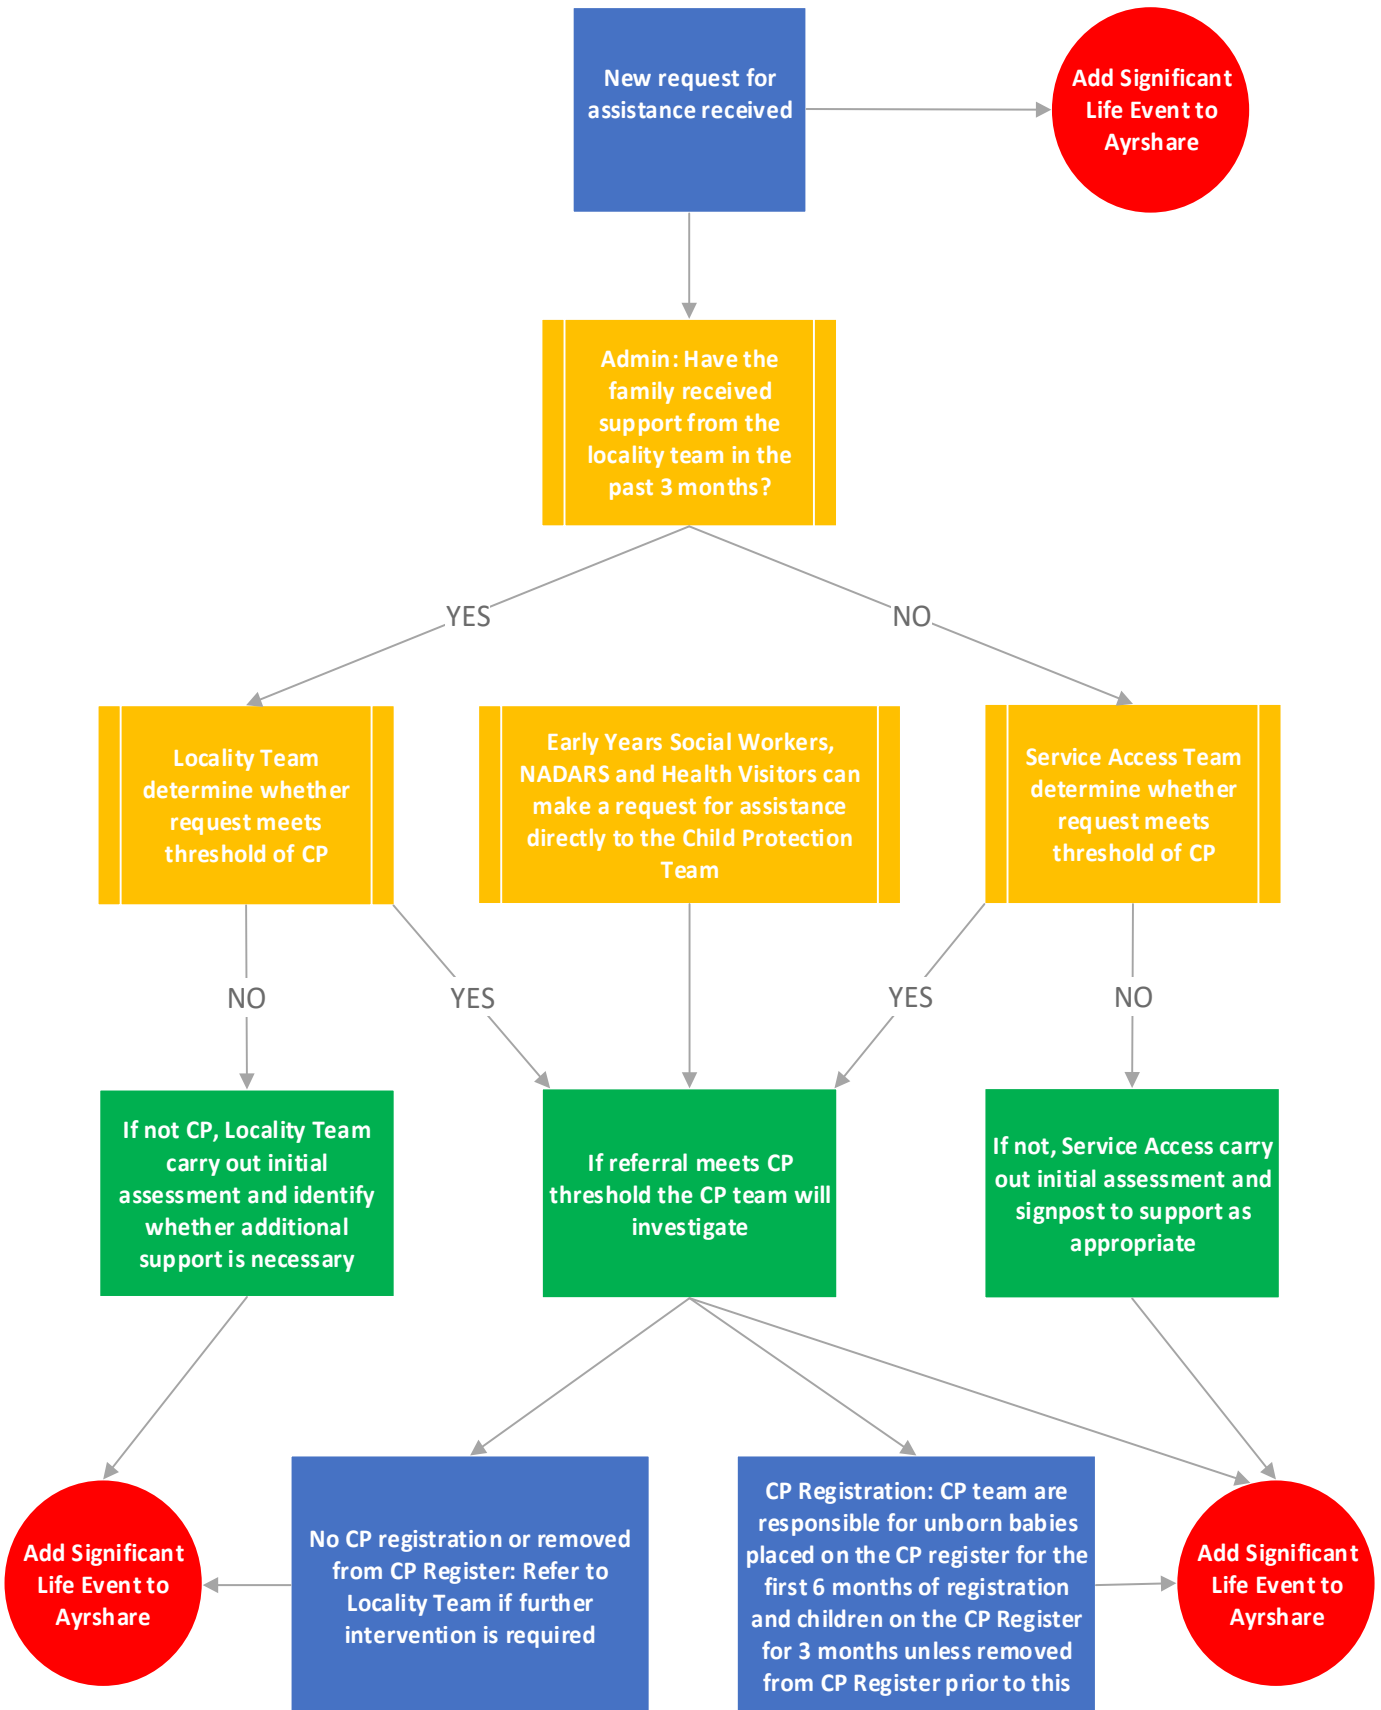 New request for
assistance received
Add Significant
Life Event to
Ayrshare
Admin: Have the
family received
support from the
locality team in the
past 3 months?
YES
NO
Locality Team
determine whether
request meets
threshold of CP
Early Years Social Workers,
NADARS and Health Visitors can
make a request for assistance
directly to the Child Protection
Team
Service Access Team
determine whether
request meets
threshold of CP
NO
YES
YES
NO
If not CP, Locality Team
carry out initial
assessment and identify
whether additional
support is necessary
If referral meets CP
threshold the CP team will
investigate
If not, Service Access carry
out initial assessment and
signpost to support as
appropriate
Add Significant
Life Event to
Ayrshare
No CP registration or removed
from CP Register: Refer to
Locality Team if further
intervention is required
CP Registration: CP team are
responsible for unborn babies
placed on the CP register for the
first 6 months of registration
and children on the CP Register
for 3 months unless removed
from CP Register prior to this
Add Significant
Life Event to
Ayrshare